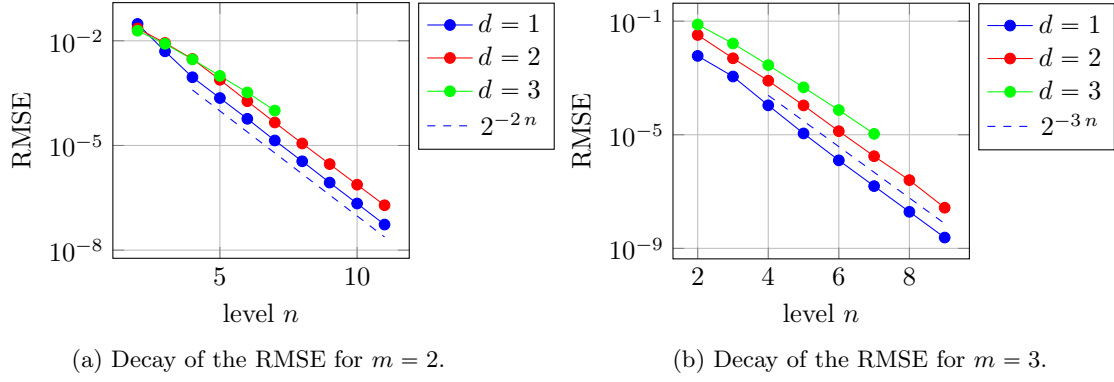 10^{-2}
10^{-5}
10^{-8}
RMSE
5
10
level n
d = 1
d = 2
d = 3
2^{-2 n}
(a) Decay of the RMSE for m = 2.
10^{-1}
10^{-5}
10^{-9}
RMSE
2
4
6
8
level n
d = 1
d = 2
d = 3
2^{-3 n}
(b) Decay of the RMSE for m = 3.